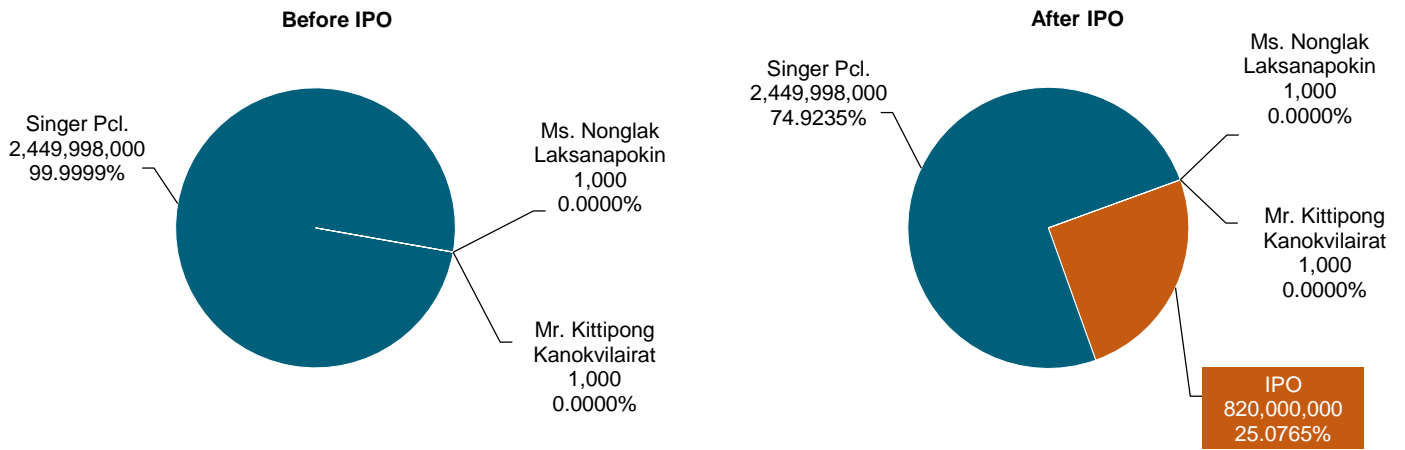 Before IPO
Singer Pcl.
2,449,998,000
99.9999%
Ms. Nonglak
Laksanapokin
1,000
0.0000%
Mr. Kittipong
Kanokvilairat
1,000
0.0000%
After IPO
Singer Pcl.
2,449,998,000
74.9235%
Ms. Nonglak
Laksanapokin
1,000
0.0000%
Mr. Kittipong
Kanokvilairat
1,000
0.0000%
IPO
820,000,000
25.0765%